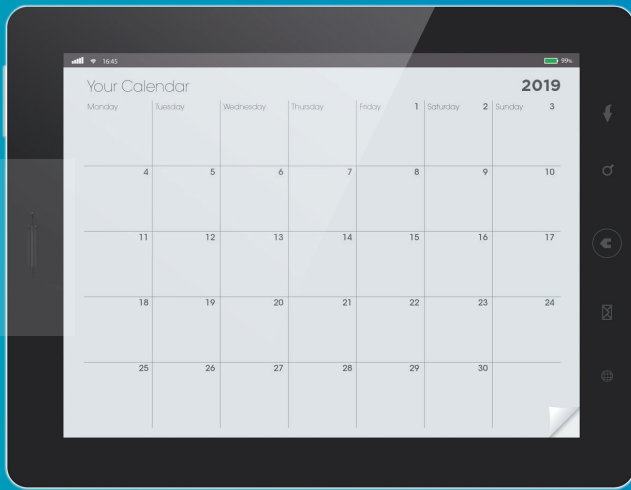 16:45
99%
Your Calendar
2019
Monday Tuesday Wednesday Thursday Friday 1 Saturday 2 Sunday 3
4 5 6 7 8 9 10
11 12 13 14 15 16 17
18 19 20 21 22 23 24
25 26 27 28 29 30